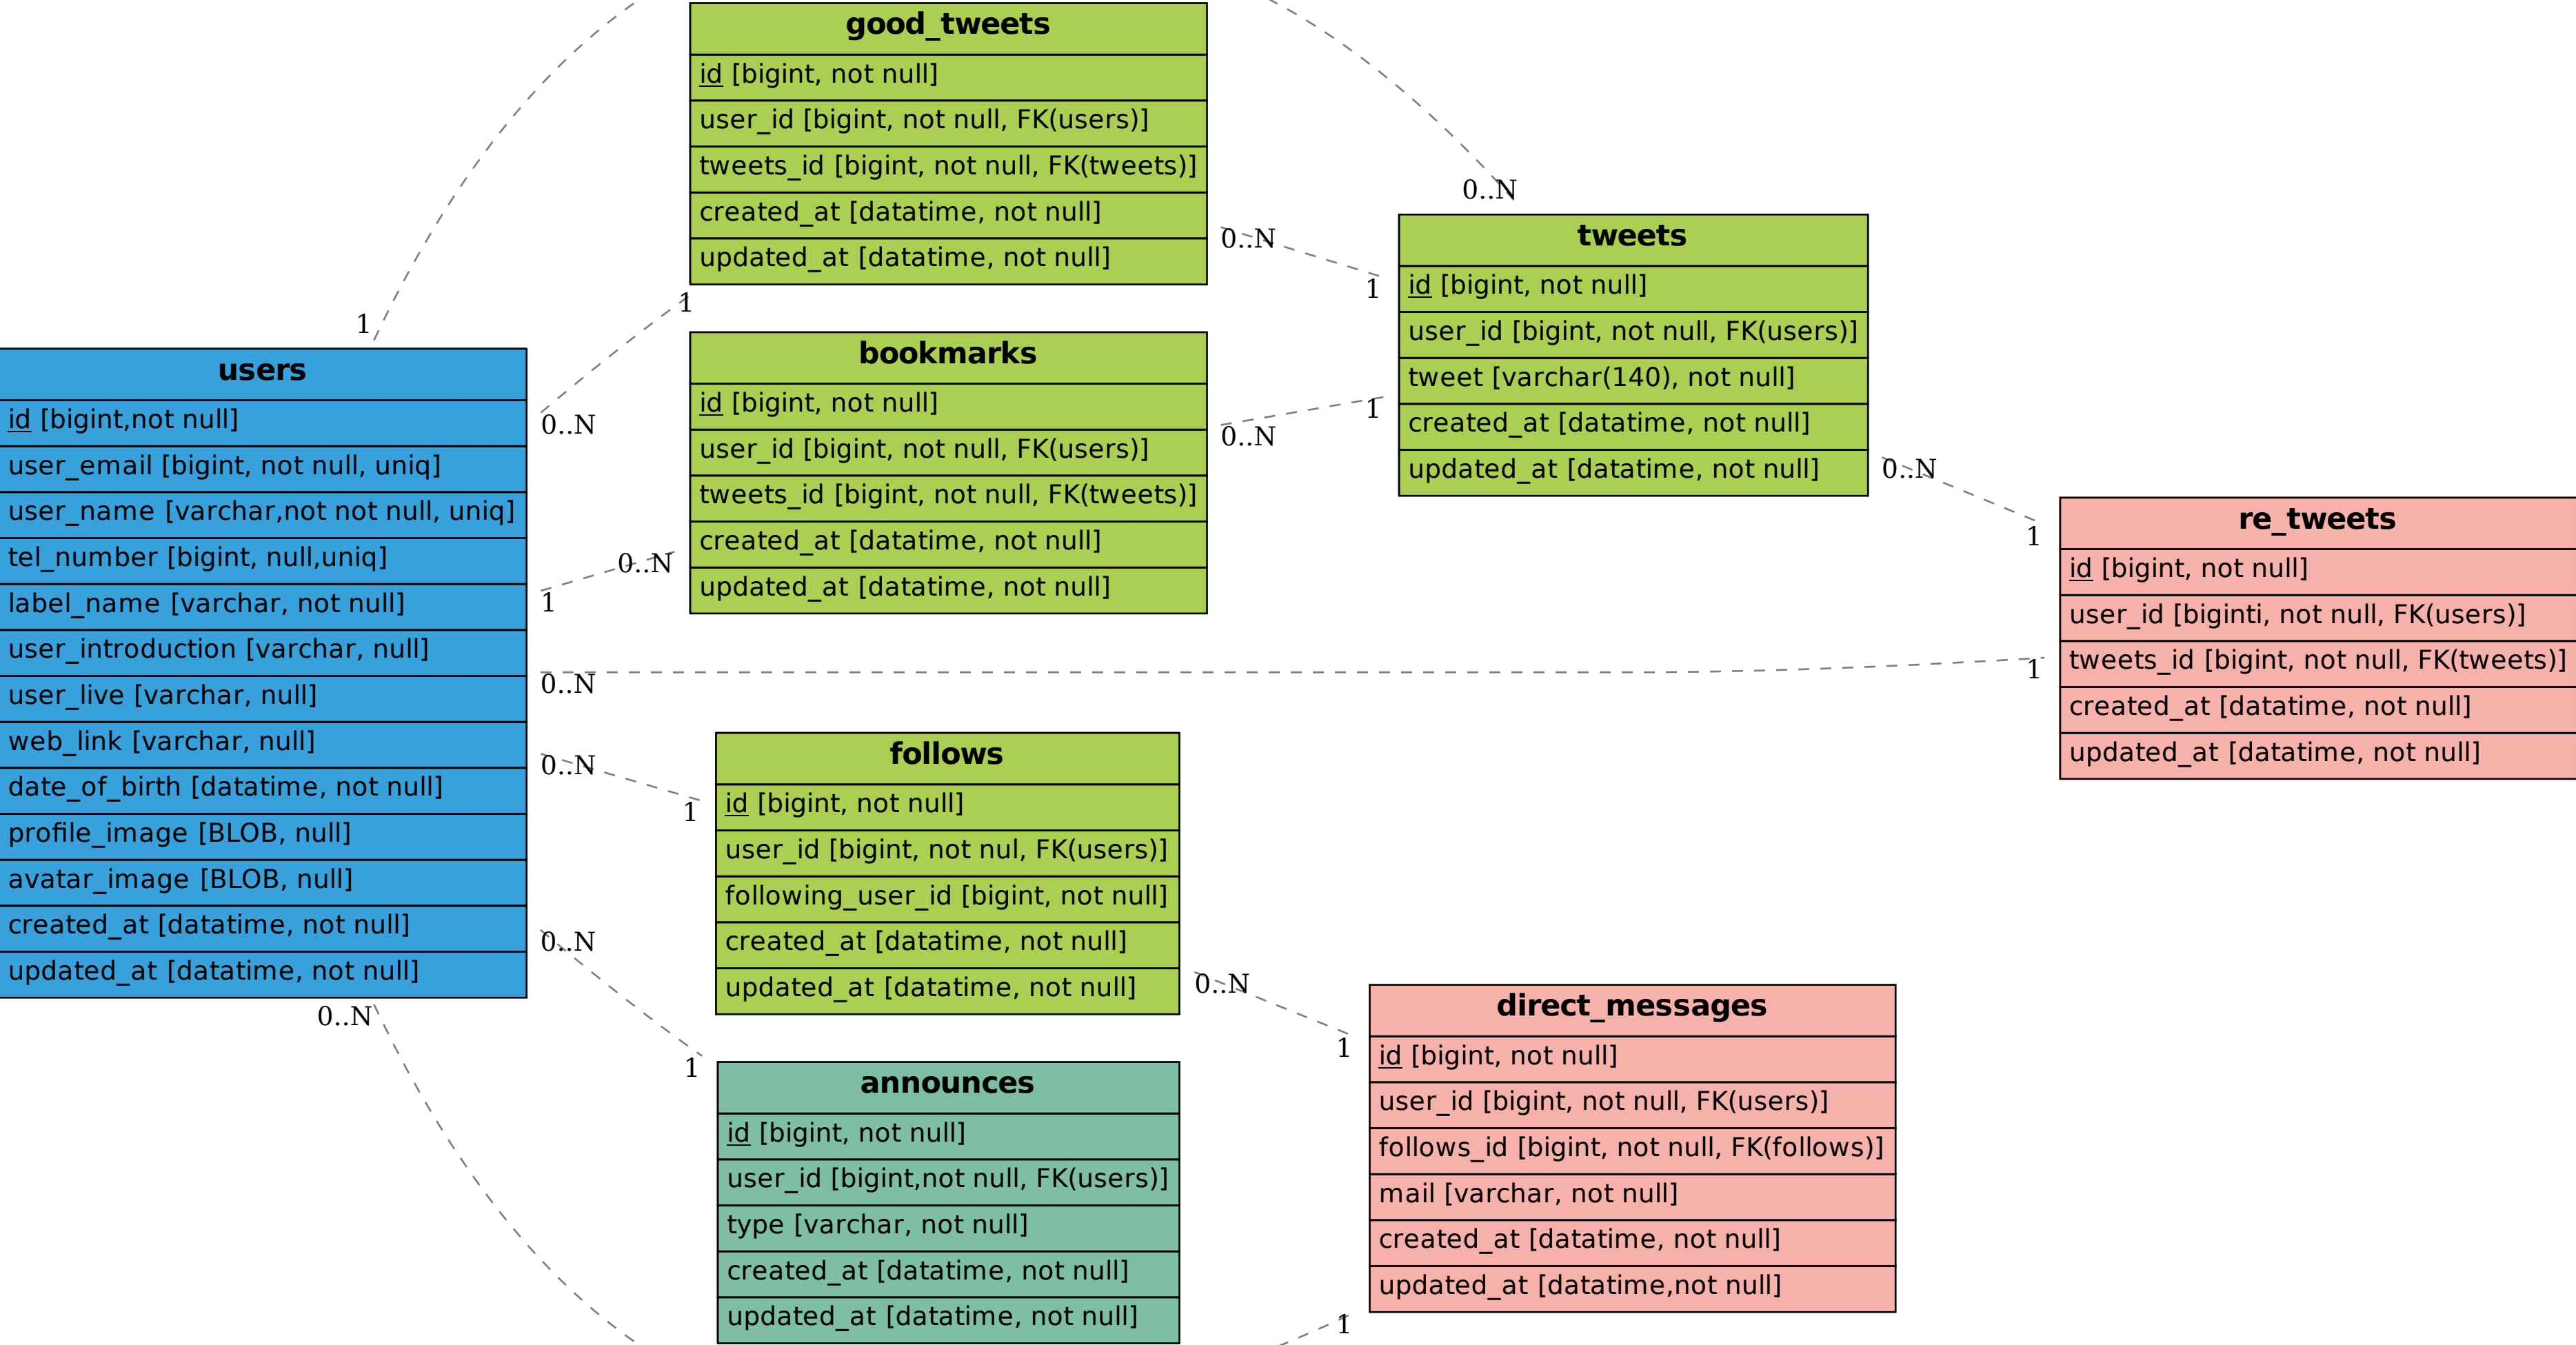 good_tweets
id [bigint, not null]
user_id [bigint, not null, FK(users)]
tweets_id [bigint, not null, FK(tweets)]
created_at [datatime, not null]
updated_at [datatime, not null]
0..N
1
1
0..N
tweets
id [bigint, not null]
user_id [bigint, not null, FK(users)]
tweet [varchar(140), not null]
created_at [datatime, not null]
updated_at [datatime, not null]
0..N
1
1
users
id [bigint,not null]
user_email [bigint, not null, uniq]
user_name [varchar,not not null, uniq]
tel_number [bigint, null,uniq]
label_name [varchar, not null]
user_introduction [varchar, null]
user_live [varchar, null]
web_link [varchar, null]
date_of_birth [datatime, not null]
profile_image [BLOB, null]
avatar_image [BLOB, null]
created_at [datatime, not null]
updated_at [datatime, not null]
0..N
0..N
1
0..N
0..N
0..N
0..N
bookmarks
id [bigint, not null]
user_id [bigint, not null, FK(users)]
tweets_id [bigint, not null, FK(tweets)]
created_at [datatime, not null]
updated_at [datatime, not null]
0..N
1
0..N
1
re_tweets
id [bigint, not null]
user_id [biginti, not null, FK(users)]
tweets_id [bigint, not null, FK(tweets)]
created_at [datatime, not null]
updated_at [datatime, not null]
1
follows
id [bigint, not null]
user_id [bigint, not nul, FK(users)]
following_user_id [bigint, not null]
created_at [datatime, not null]
updated_at [datatime, not null]
0..N
1
1
announces
id [bigint, not null]
user_id [bigint,not null, FK(users)]
type [varchar, not null]
created_at [datatime, not null]
updated_at [datatime, not null]
direct_messages
id [bigint, not null]
user_id [bigint, not null, FK(users)]
follows_id [bigint, not null, FK(follows)]
mail [varchar, not null]
created_at [datatime, not null]
updated_at [datatime,not null]
1